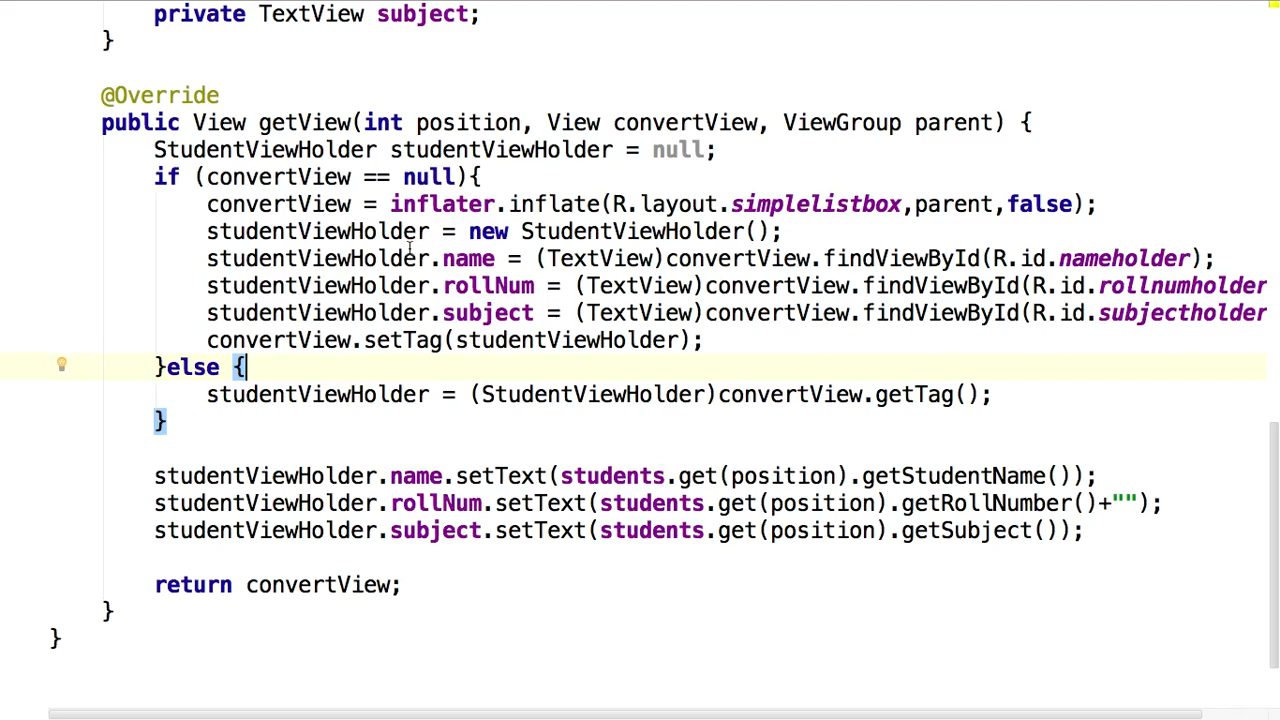 private TextView subject;
}
@Override
public View getView(int position, View convertView, ViewGroup parent) {
StudentViewHolder studentViewHolder = null;
if (convertView == null){
convertView = inflater.inflate(R.layout.simplelistbox,parent,false);
studentViewHolder = new StudentViewHolder();
studentViewHolder.name = (TextView)convertView.findViewById(R.id.nameholder);
studentViewHolder.rollNum = (TextView)convertView.findViewById(R.id.rollnumholder
studentViewHolder.subject = (TextView)convertView.findViewById(R.id.subjectholder
convertView.setTag(studentViewHolder);
}else {
studentViewHolder = (StudentViewHolder)convertView.getTag();
}
studentViewHolder.name.setText(students.get(position).getStudentName());
studentViewHolder.rollNum.setText(students.get(position).getRollNumber()+"");
studentViewHolder.subject.setText(students.get(position).getSubject());
return convertView;
}
}